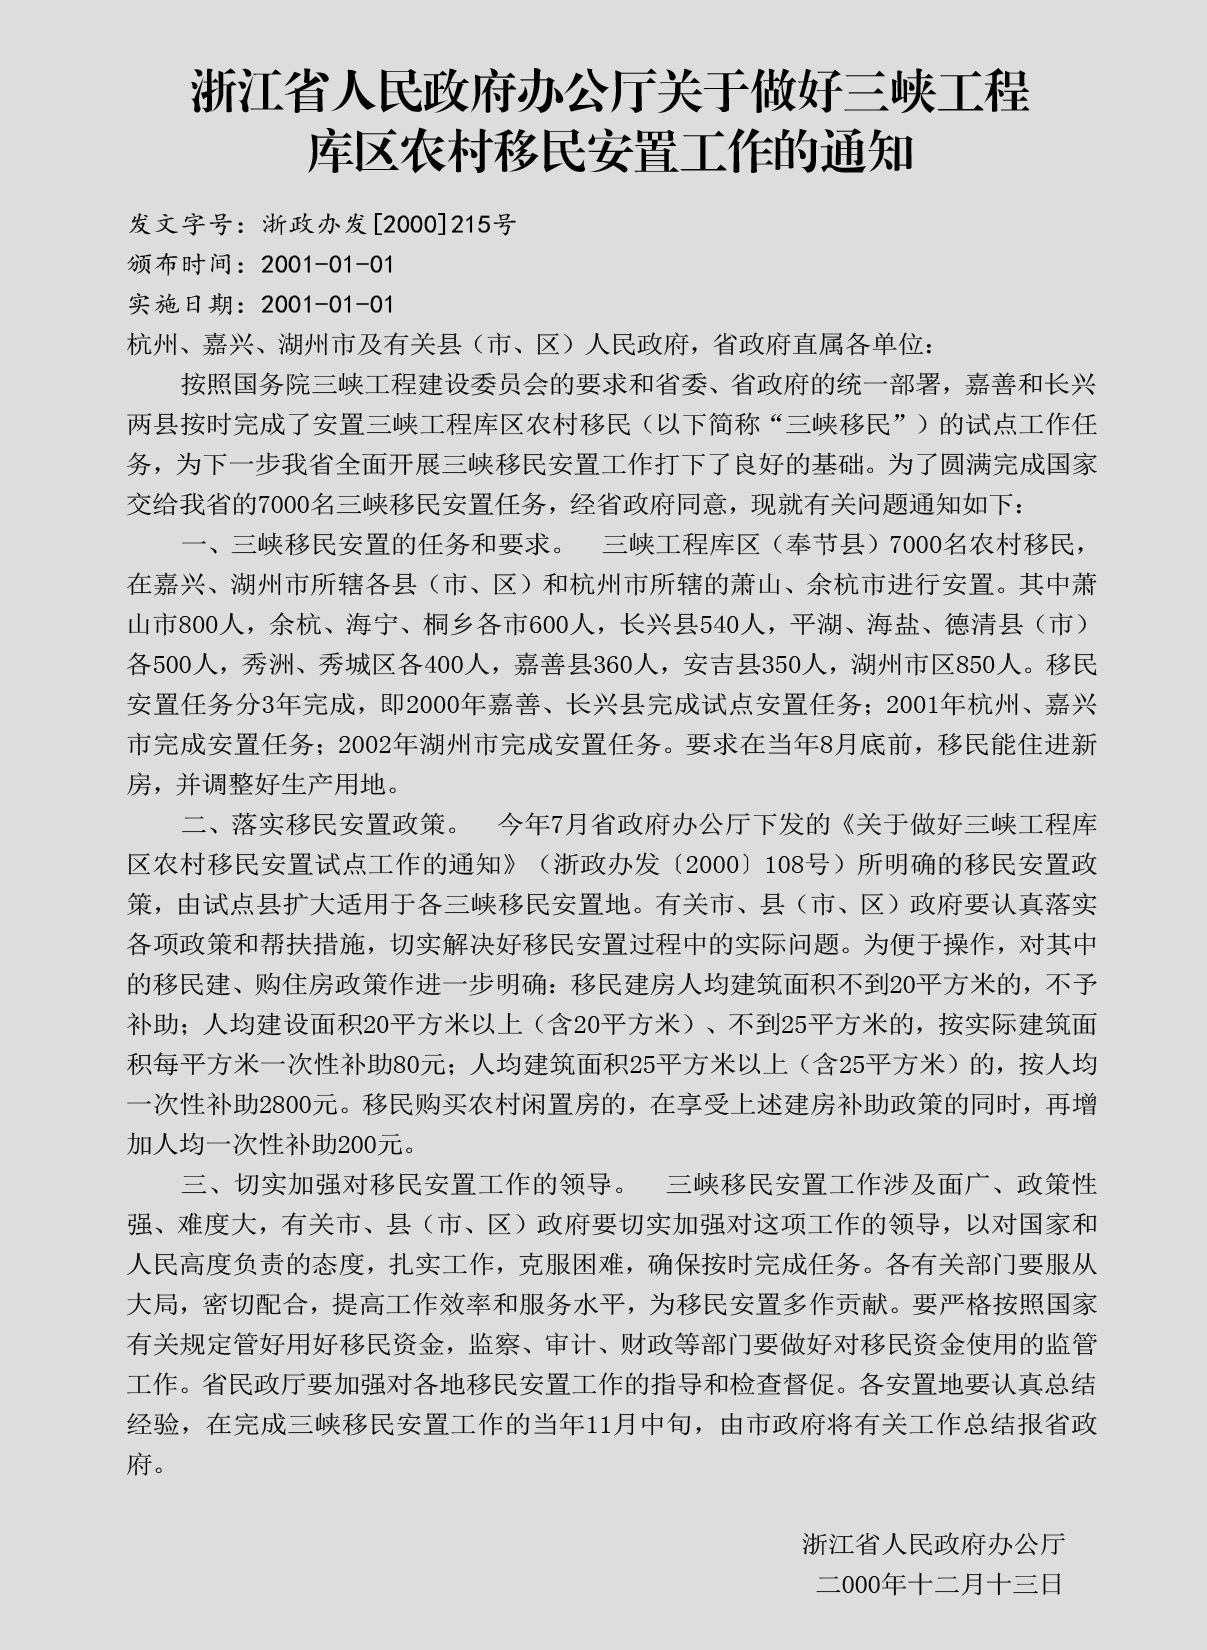 浙江省人民政府办公厅关于做好三峡工程
库区农村移民安置工作的通知
发文字号：浙政办发[2000]215号
颁布时间：2001-01-01
实施日期：2001-01-01
杭州、嘉兴、湖州市及有关县（市、区）人民政府，省政府直属各单位：
按照国务院三峡工程建设委员会的要求和省委、省政府的统一部署，嘉善和长兴
两县按时完成了安置三峡工程库区农村移民（以下简称“三峡移民”）的试点工作任
务，为下一步我省全面开展三峡移民安置工作打下了良好的基础。为了圆满完成国家
交给我省的7000名三峡移民安置任务，经省政府同意，现就有关问题通知如下：
一、三峡移民安置的任务和要求。　三峡工程库区（奉节县）7000名农村移民，
在嘉兴、湖州市所辖各县（市、区）和杭州市所辖的萧山、余杭市进行安置。其中萧
山市800人，余杭、海宁、桐乡各市600人，长兴县540人，平湖、海盐、德清县（市）
各500人，秀洲、秀城区各400人，嘉善县360人，安吉县350人，湖州市区850人。移民
安置任务分3年完成，即2000年嘉善、长兴县完成试点安置任务；2001年杭州、嘉兴
市完成安置任务；2002年湖州市完成安置任务。要求在当年8月底前，移民能住进新
房，并调整好生产用地。
二、落实移民安置政策。　今年7月省政府办公厅下发的《关于做好三峡工程库
区农村移民安置试点工作的通知》（浙政办发〔2000〕108号）所明确的移民安置政
策，由试点县扩大适用于各三峡移民安置地。有关市、县（市、区）政府要认真落实
各项政策和帮扶措施，切实解决好移民安置过程中的实际问题。为便于操作，对其中
的移民建、购住房政策作进一步明确：移民建房人均建筑面积不到20平方米的，不予
补助；人均建设面积20平方米以上（含20平方米）、不到25平方米的，按实际建筑面
积每平方米一次性补助80元；人均建筑面积25平方米以上（含25平方米）的，按人均
一次性补助2800元。移民购买农村闲置房的，在享受上述建房补助政策的同时，再增
加人均一次性补助200元。
三、切实加强对移民安置工作的领导。　三峡移民安置工作涉及面广、政策性
强、难度大，有关市、县（市、区）政府要切实加强对这项工作的领导，以对国家和
人民高度负责的态度，扎实工作，克服困难，确保按时完成任务。各有关部门要服从
大局，密切配合，提高工作效率和服务水平，为移民安置多作贡献。要严格按照国家
有关规定管好用好移民资金，监察、审计、财政等部门要做好对移民资金使用的监管
工作。省民政厅要加强对各地移民安置工作的指导和检查督促。各安置地要认真总结
经验，在完成三峡移民安置工作的当年11月中旬，由市政府将有关工作总结报省政
府。
浙江省人民政府办公厅
二000年十二月十三日